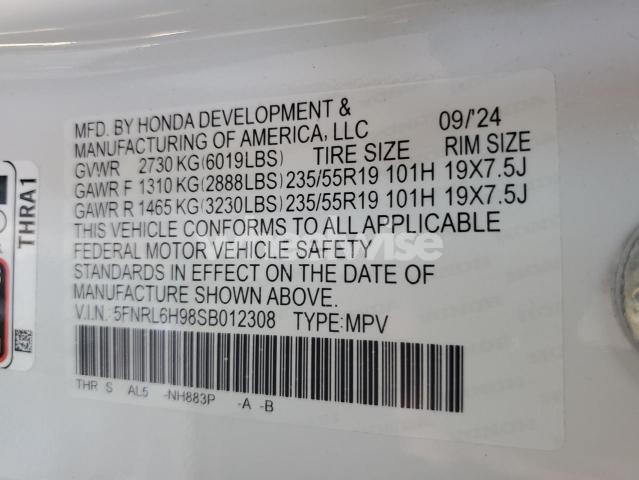 MFD. BY HONDA DEVELOPMENT &
MANUFACTURING OF AMERICA, LLC 09/'24
GVWR 2730 KG(6019LBS) TIRE SIZE RIM SIZE
GAWR F 1310 KG(2888LBS) 235/55R19 101H 19X7.5J
GAWR R 1465 KG(3230LBS) 235/55R19 101H 19X7.5J
THIS VEHICLE CONFORMS TO ALL APPLICABLE
FEDERAL MOTOR VEHICLE SAFETY
STANDARDS IN EFFECT ON THE DATE OF
MANUFACTURE SHOWN ABOVE.
V.I.N.: 5FNRL6H98SB012308 TYPE:MPV
THR S AL5 -NH883P -A -B
THRA1